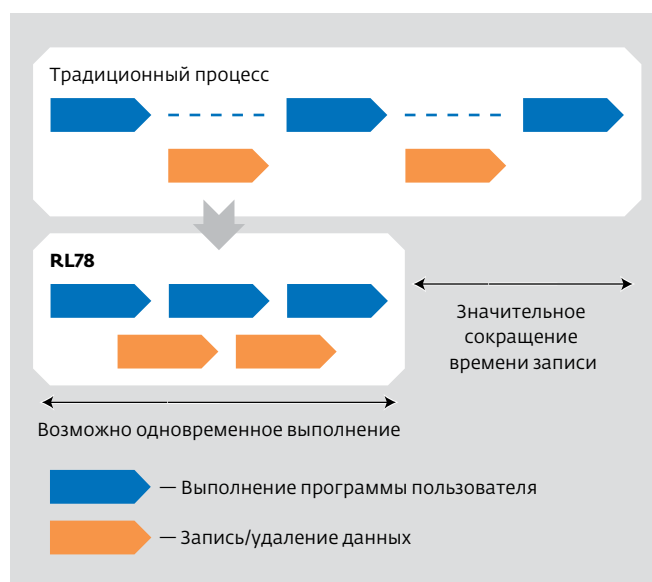 Традиционный процесс
RL78
Значительное
сокращение
времени записи
Возможно одновременное выполнение
— Выполнение программы пользователя
— Запись/удаление данных